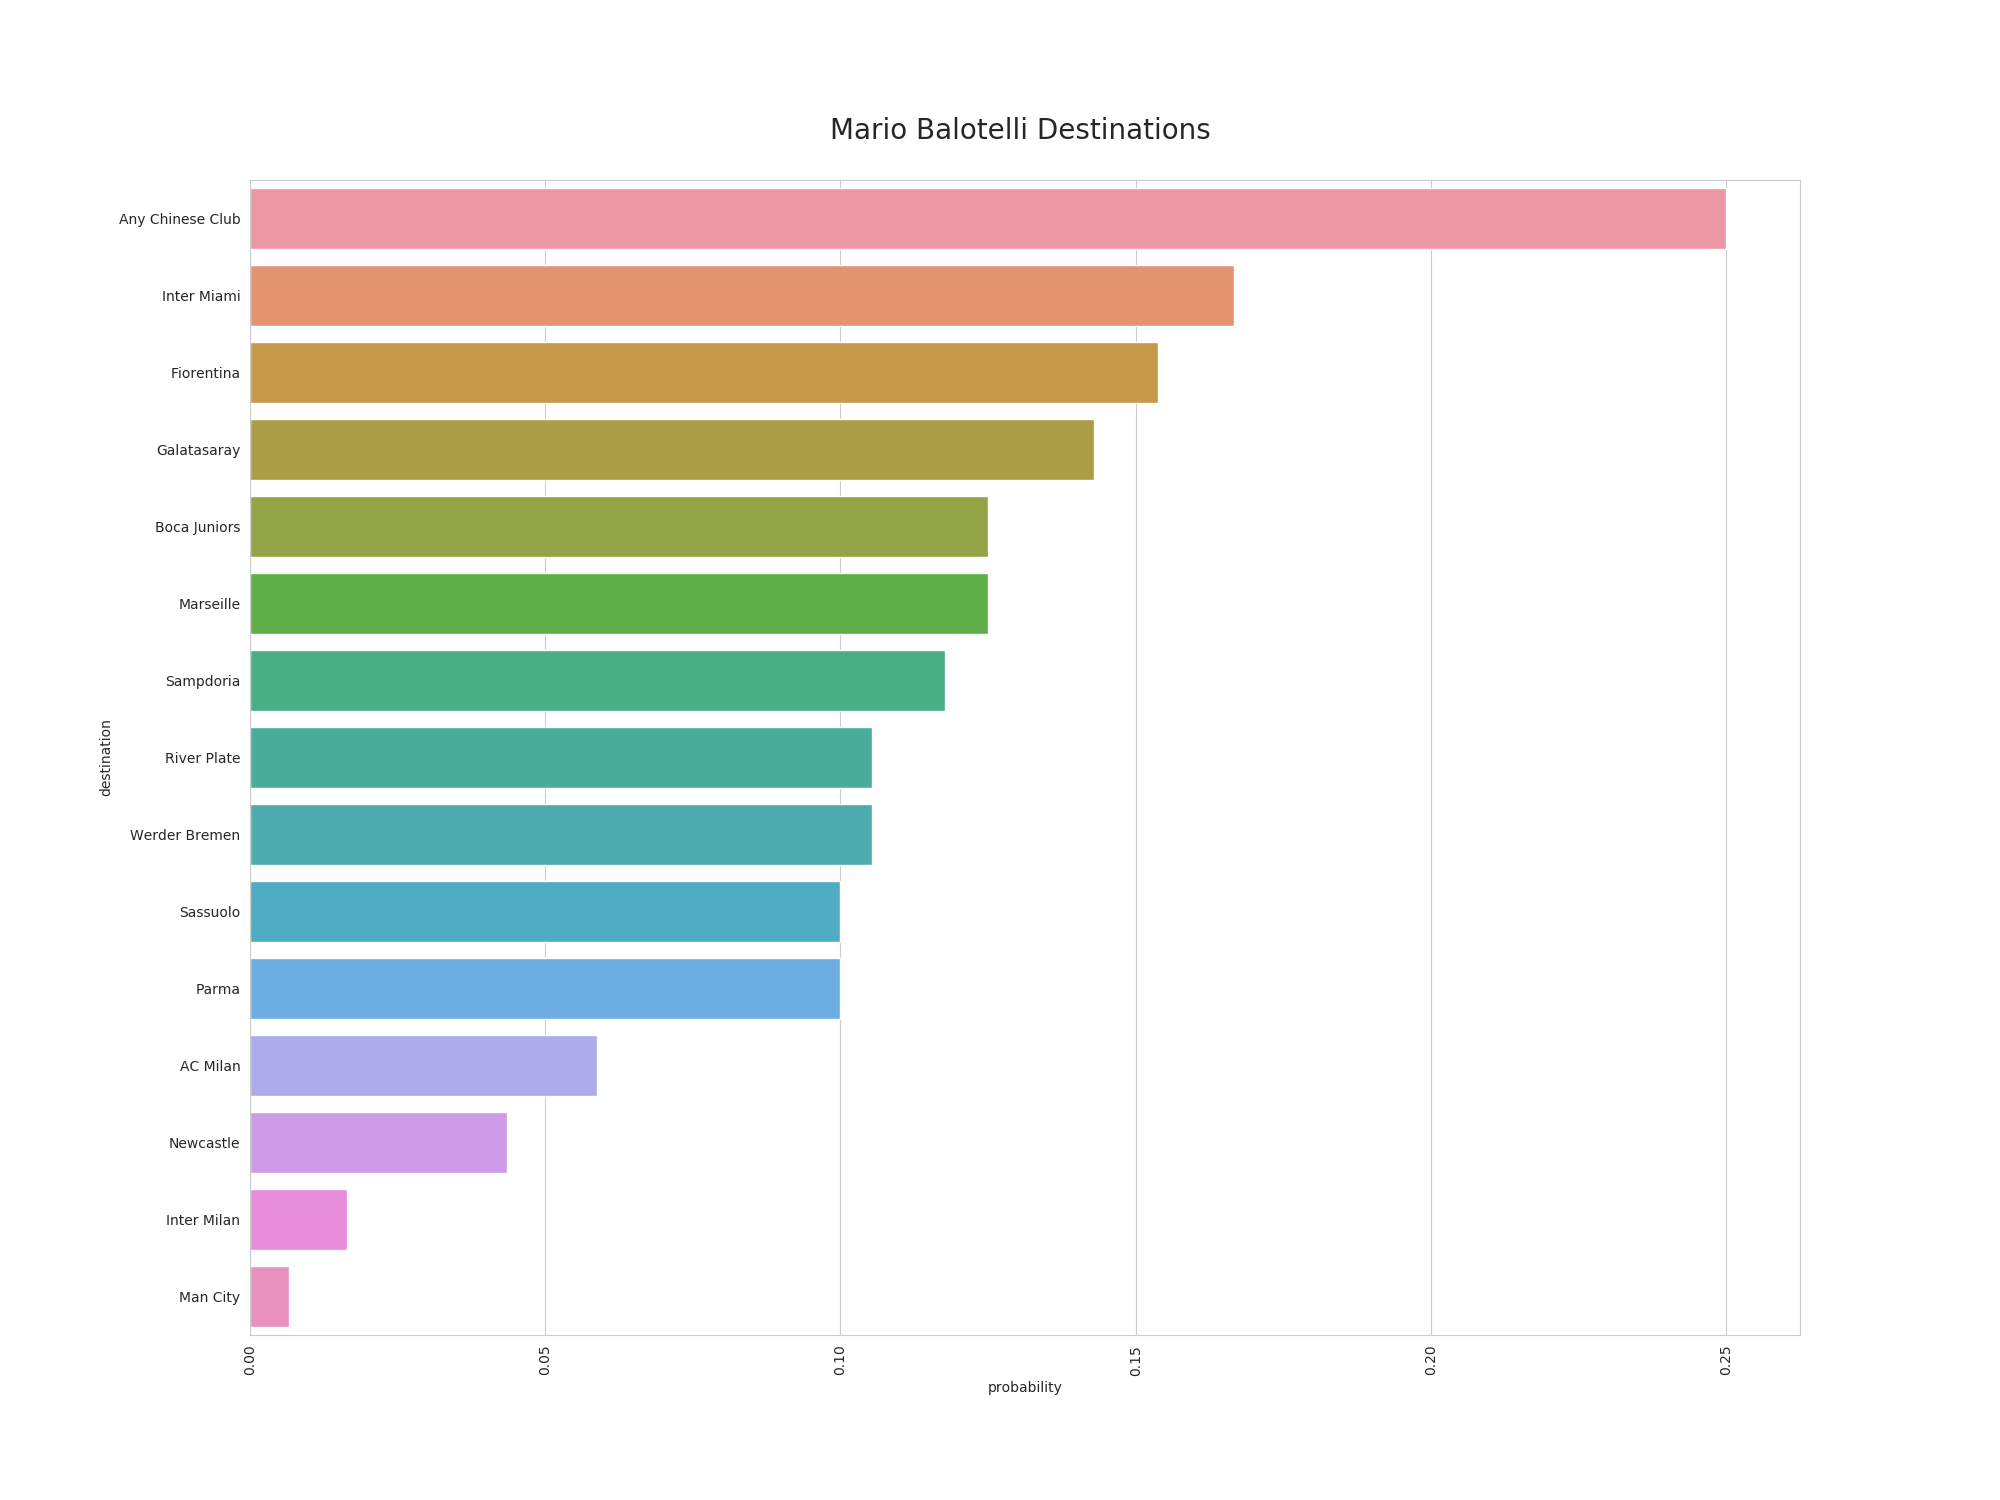 Mario Balotelli Destinations
Any Chinese Club
Inter Miami
Fiorentina
Galatasaray
Boca Juniors
Marseille
Sampdoria
River Plate
Werder Bremen
Sassuolo
Parma
AC Milan
Newcastle
Inter Milan
Man City
destination
0.00
0.05
0.10
0.15
0.20
0.25
probability